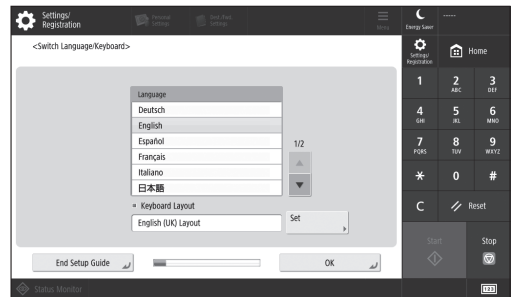 Settings/
Registration
Personal
Settings
Menu
Energy Saver
-----
<Switch Language/Keyboard>
Settings/
Registration
Home
Language
Deutsch
English
Español
Français
Italiano
日本語
1/2
Keyboard Layout
English (UK) Layout
Set
End Setup Guide
OK
1
2
ABC
3
DEF
4
GHI
5
JKL
6
MNO
7
PQRS
8
TUV
9
WXYZ
*
0
#
C
Reset
Start
Stop
Status Monitor